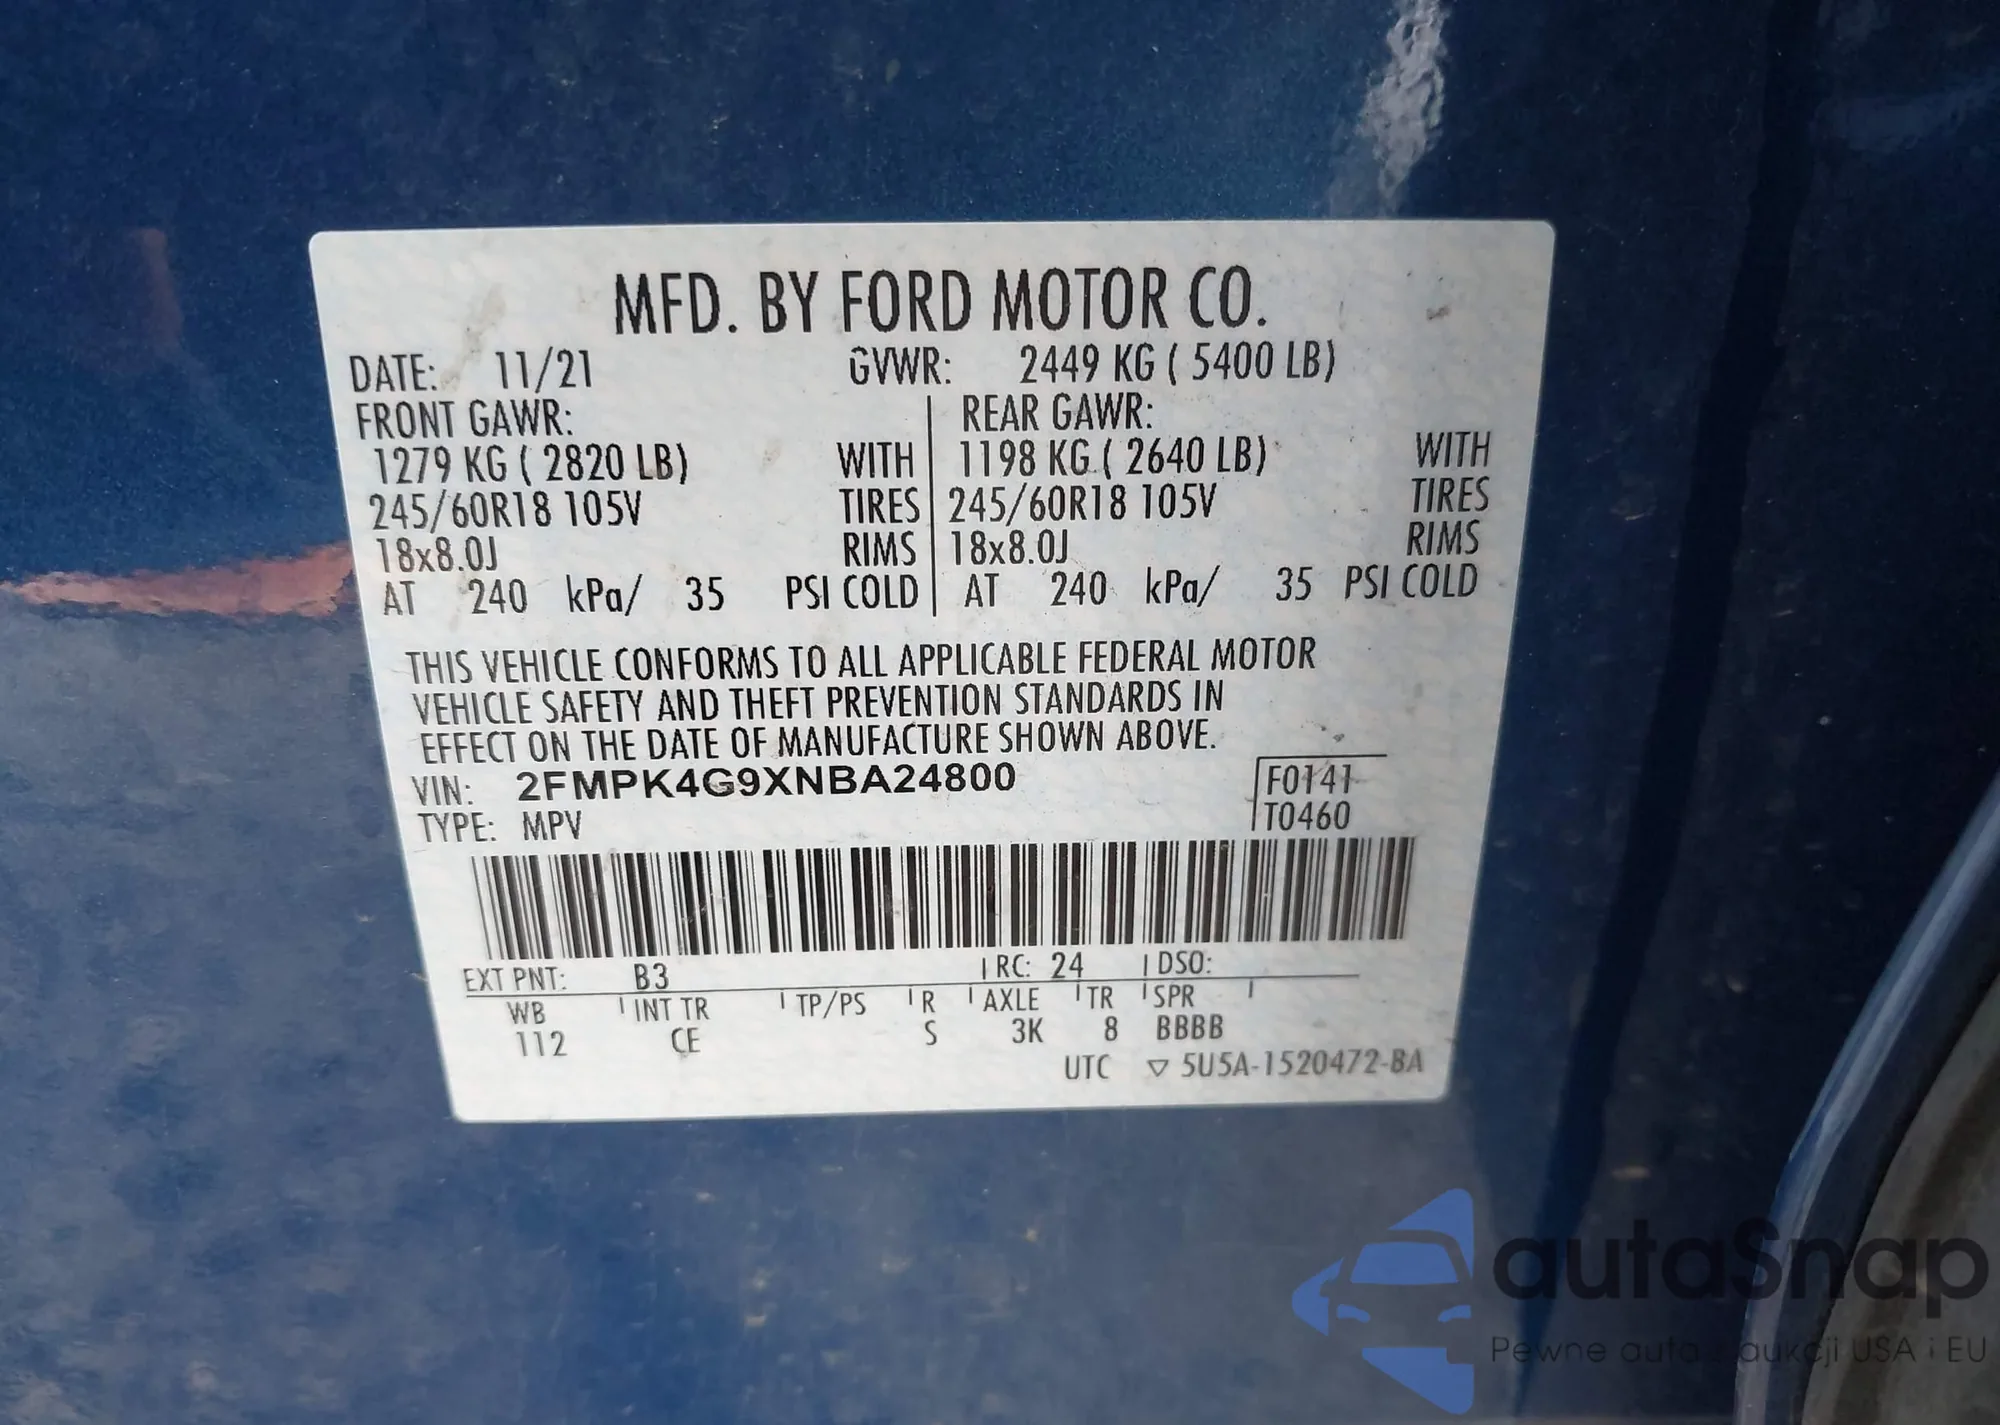 MFD. BY FORD MOTOR CO.
DATE: 11/21 GVWR: 2449 KG ( 5400 LB)
FRONT GAWR: REAR GAWR:
1279 KG ( 2820 LB) WITH 1198 KG ( 2640 LB) WITH
245/60R18 105V TIRES 245/60R18 105V TIRES
18x8.0J RIMS 18x8.0J RIMS
AT 240 kPa/ 35 PSI COLD AT 240 kPa/ 35 PSI COLD
THIS VEHICLE CONFORMS TO ALL APPLICABLE FEDERAL MOTOR
VEHICLE SAFETY AND THEFT PREVENTION STANDARDS IN
EFFECT ON THE DATE OF MANUFACTURE SHOWN ABOVE.
VIN: 2FMPK4G9XNBA24800 F0141
TYPE: MPV T0460
EXT PNT: B3 RC: 24 DSO:
WB INT TR TP/PS R AXLE TR SPR
112 CE S 3K 8 BBBB
UTC ▽ 5U5A-1520472-BA
autaSnap
Pewne auta z aukcji USA i EU